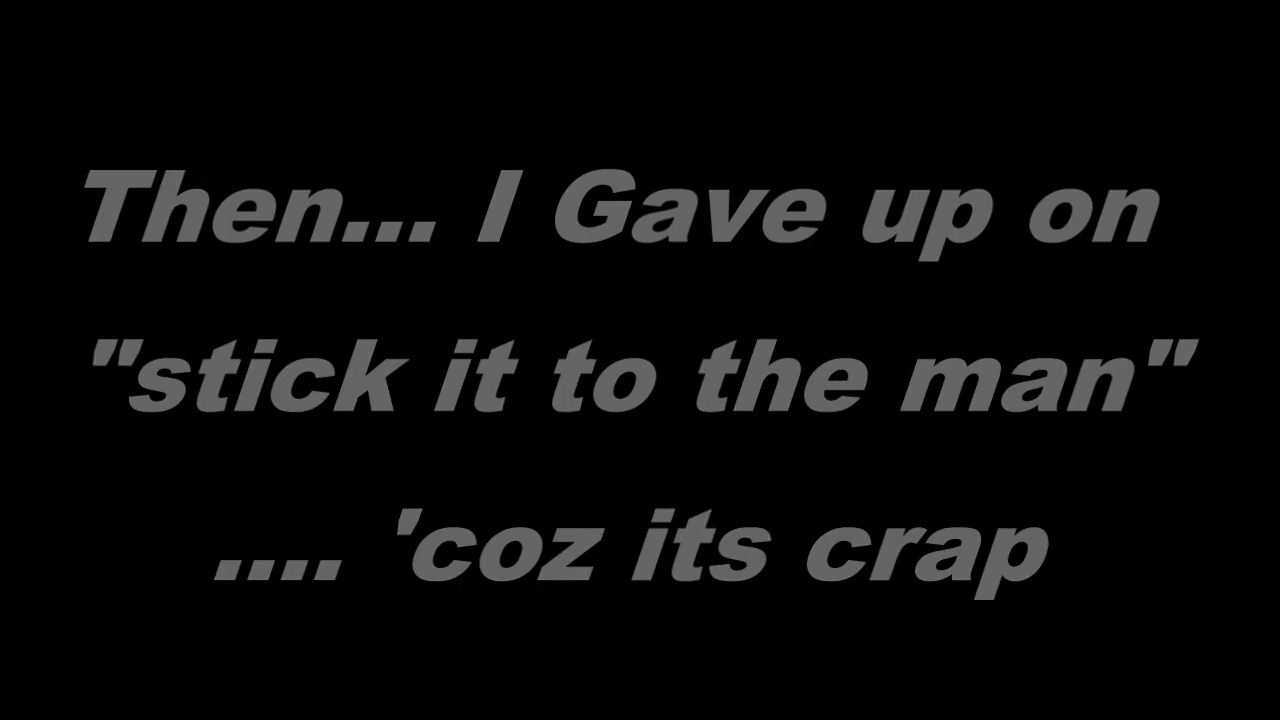 Then... I Gave up on
"stick it to the man"
.... 'coz its crap